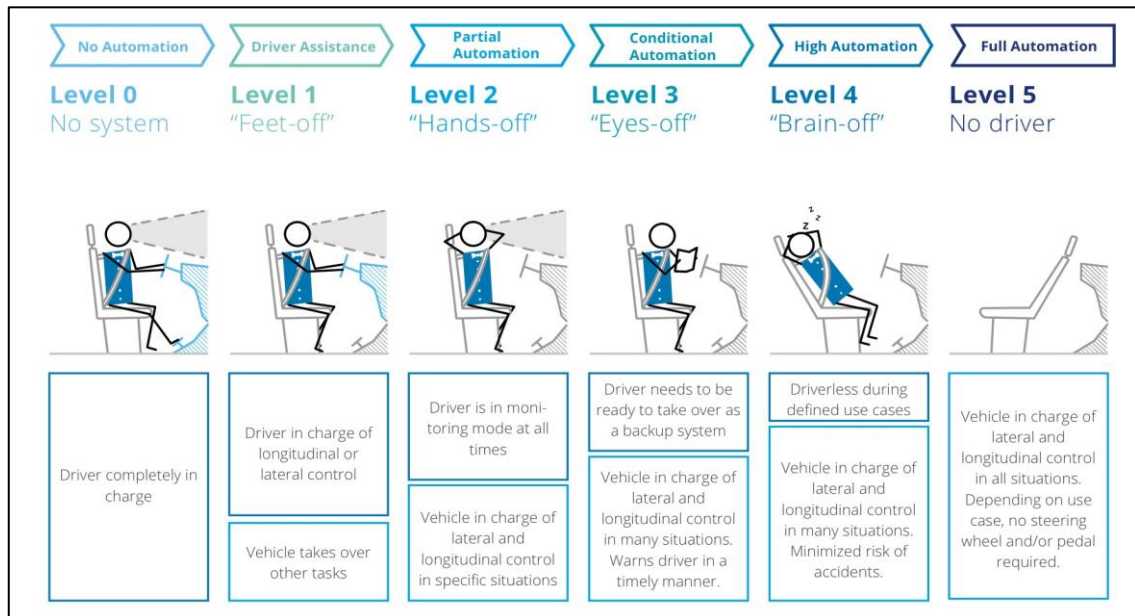 No Automation
Driver Assistance
Partial
Automation
Conditional
Automation
High Automation
Full Automation
Level 0
No system
Level 1
“Feet-off”
Level 2
“Hands-off”
Level 3
“Eyes-off”
Level 4
“Brain-off”
Level 5
No driver
z
z
z
Driver completely in
charge
Driver in charge of
longitudinal or
lateral control
Vehicle takes over
other tasks
Driver is in moni-
toring mode at all
times
Vehicle in charge of
lateral and
longitudinal control
in specific situations
Driver needs to be
ready to take over as
a backup system
Vehicle in charge of
lateral and
longitudinal control
in many situations.
Warns driver in a
timely manner.
Driverless during
defined use cases
Vehicle in charge of
lateral and
longitudinal control
in many situations.
Minimized risk of
accidents.
Vehicle in charge of
lateral and
longitudinal control
in all situations.
Depending on use
case, no steering
wheel and/or pedal
required.